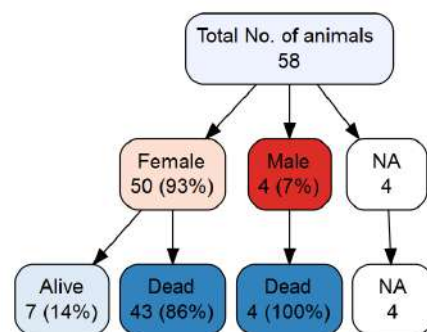 Total No. of animals
58
Female
50 (93%)
Male
4 (7%)
NA
4
Alive
7 (14%)
Dead
43 (86%)
Dead
4 (100%)
NA
4